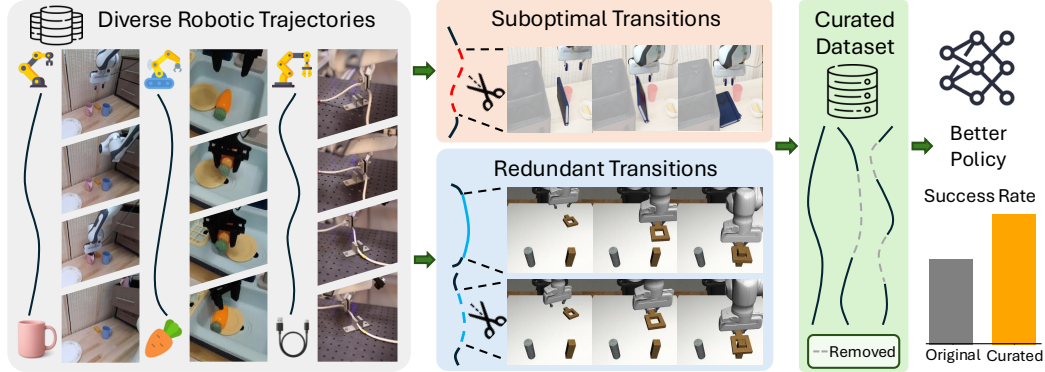 Diverse Robotic Trajectories
Suboptimal Transitions
Redundant Transitions
Curated
Dataset
Removed
Better
Policy
Success Rate
Original
Curated